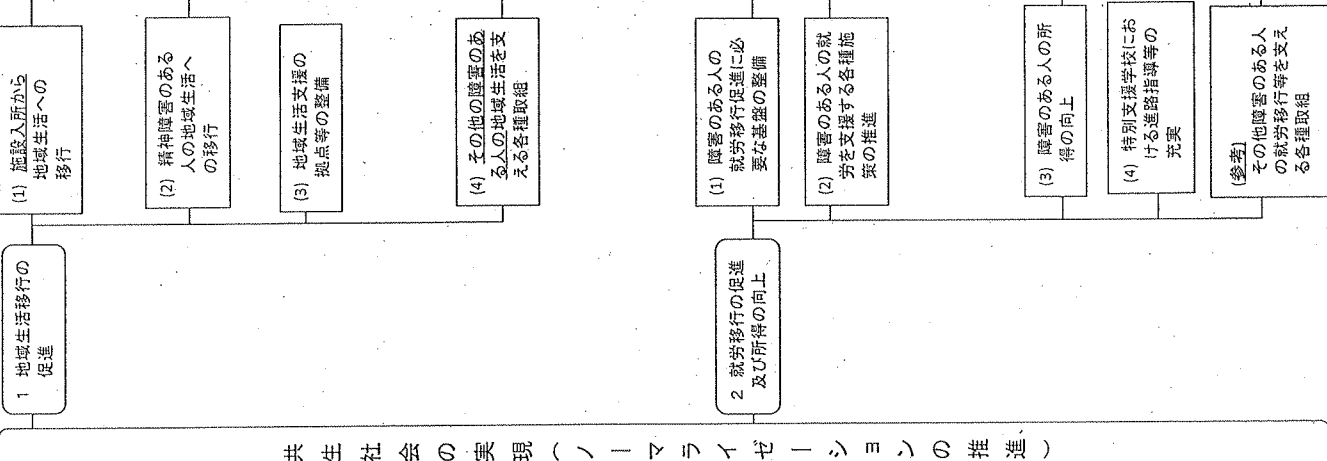 共生社会の実現(ノーマライゼーションの推進)
1 地域生活移行の
促進
(1) 施設入所から
地域生活への
移行
(2) 精神障害のある
人の地域生活へ
の移行
(3) 地域生活支援の
拠点等の整備
(4) その他の障害のあ
る人の地域生活を支
える各種取組
2 就労移行の促進
及び所得の向上
(1) 障害のある人の
就労移行促進に必
要な基盤の整備
(2) 障害のある人の就
労を支援する各種施
策の推進
(3) 障害のある人の所
得の向上
(4) 特別支援学校にお
ける進路指導等の
充実
(参考)
その他障害のある人
の就労移行等を支え
る各種取組